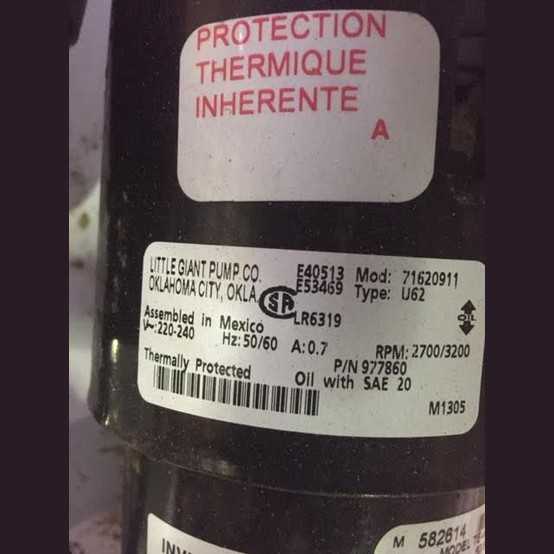 PROTECTION
THERMIQUE
INHERENTE
A
LITTLE GIANT PUMP CO. E40513 Mod: 71620911
OKLAHOMA CITY, OKLA. E53469 Type: U62
SA LR6319 OIL
Assembled in Mexico
V~:220-240 Hz: 50/60 A: 0.7 RPM: 2700/3200
Thermally Protected P/N 977860
Oil with SAE 20
M1305
M 582614
MODEL